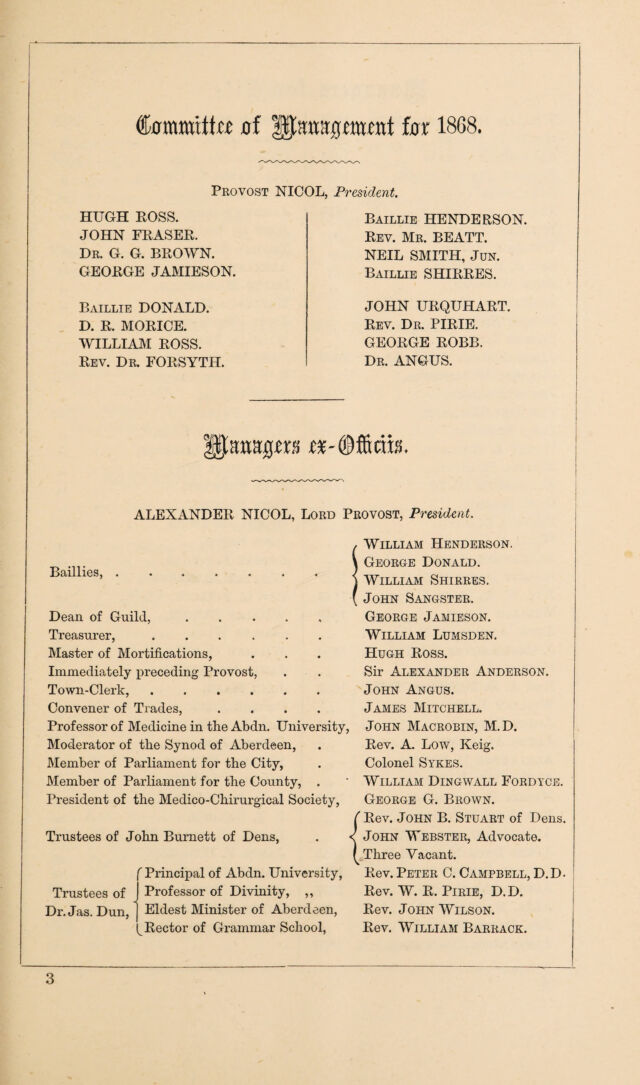 Committee of Management for 1868.
Provost NICOL, President.
HUGH ROSS.
JOHN FRASER.
Dr. G. G. BROWN.
GEORGE JAMIESON.
Baillie DONALD.
D. R. MORICE.
WILLIAM ROSS.
Rev. Dr. FORSYTH.
Baillie HENDERSON.
Rev. Mr. BEATT.
NEIL SMITH, Jun.
Baillie SHIRRES.
JOHN URQUHART.
Rev. Dr. PIRIE.
GEORGE ROBB.
Dr. ANGUS.
Managers ex-Officiis.
ALEXANDER NICOL, Lord Provost, President.
Baillies, . . . . . . . { William Henderson.
George Donald.
William Shirres.
John Sangster.
Dean of Guild, . . . . . George Jamieson.
Treasurer, . . . . . . William Lumsden.
Master of Mortifications, . . . Hugh Ross.
Immediately preceding Provost, . . Sir Alexander Anderson.
Town-Clerk, . . . . . . John Angus.
Convener of Trades, . . . . James Mitchell.
Professor of Medicine in the Abdn. University, John Macrobin, M.D.
Moderator of the Synod of Aberdeen, . Rev. A. Low, Keig.
Member of Parliament for the City, . Colonel Sykes.
Member of Parliament for the County, . William Dingwall Fordyce.
President of the Medico-Chirurgical Society, George G. Brown.
Trustees of John Burnett of Dens, . { Rev. John B. Stuart of Dens.
John Webster, Advocate.
Three Vacant.
Trustees of Dr. Jas. Dun, { Principal of Abdn. University, Rev. Peter C. Campbell, D.D.
Professor of Divinity, ,, Rev. W. R. Pirie, D.D.
Eldest Minister of Aberdeen, Rev. John Wilson.
Rector of Grammar School, Rev. William Barrack.
3